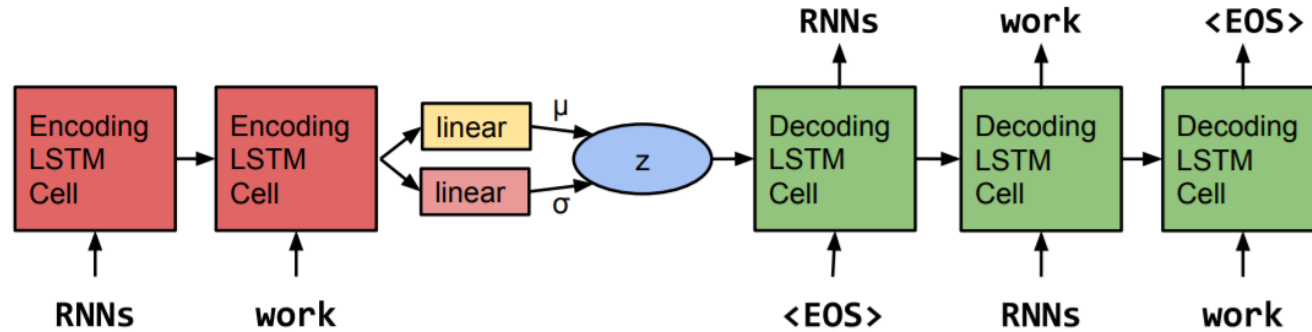 RNNs work <EOS>
Encoding
LSTM
Cell
Encoding
LSTM
Cell
linear
μ
linear
σ
z
Decoding
LSTM
Cell
Decoding
LSTM
Cell
Decoding
LSTM
Cell
RNNs work <EOS> RNNs work